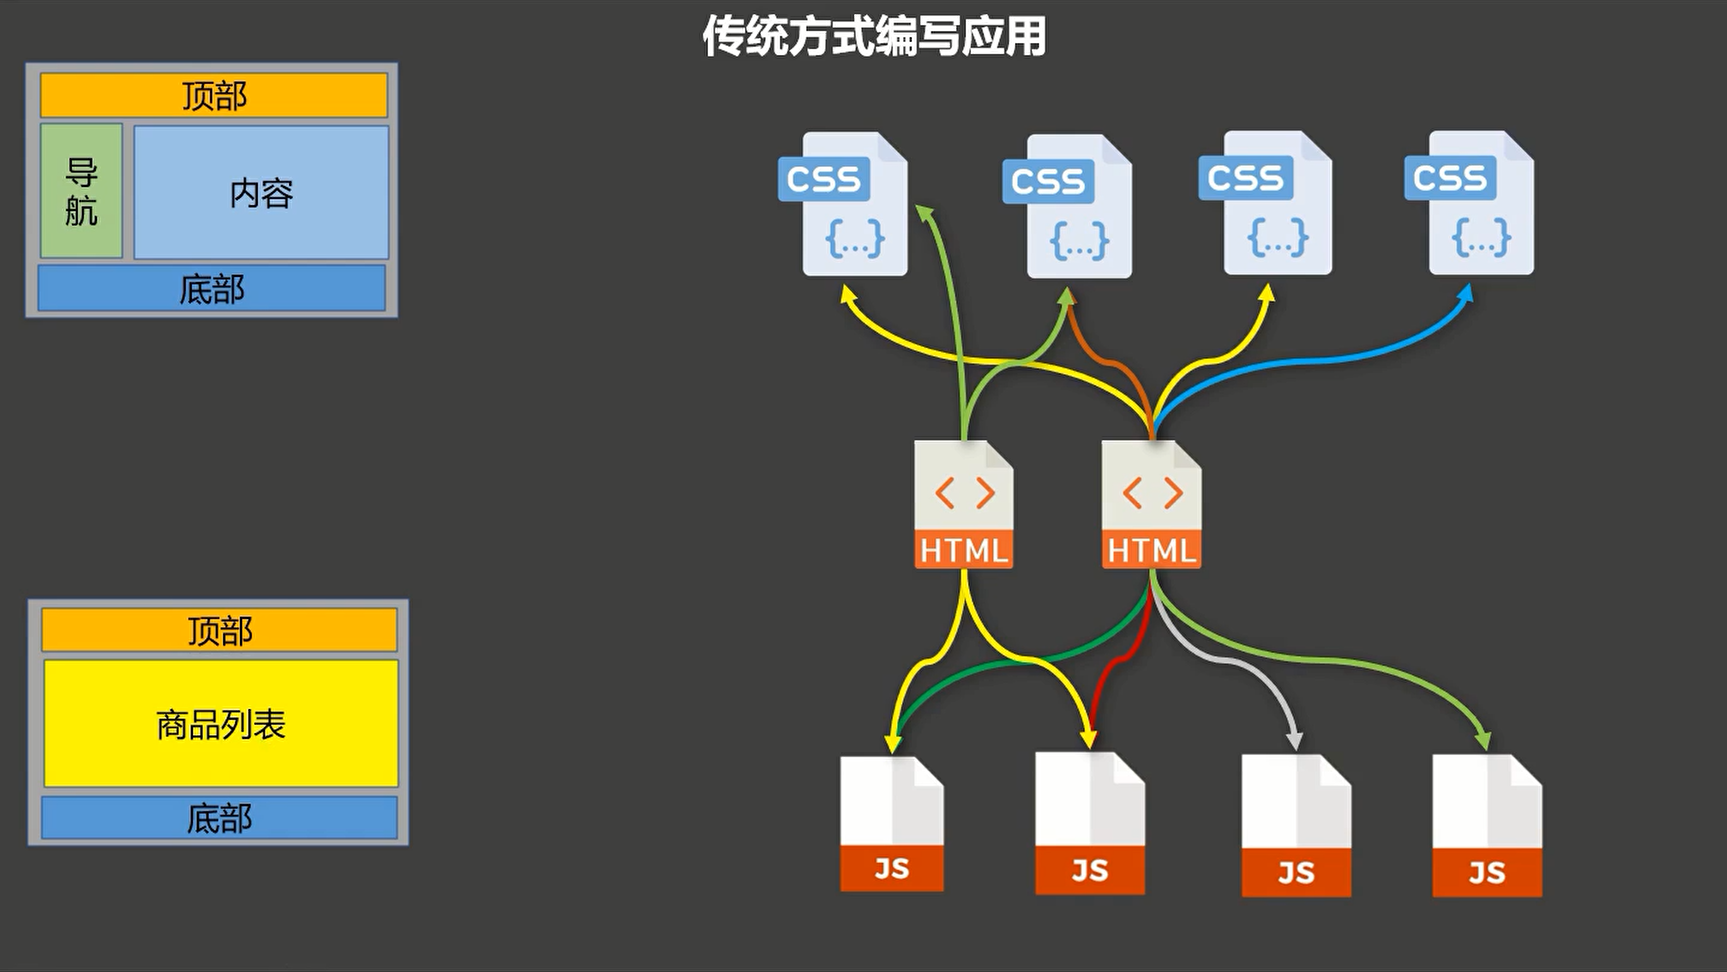 传统方式编写应用
顶部
导
航
内容
底部
顶部
商品列表
底部
CSS
{...}
CSS
{...}
CSS
{...}
CSS
{...}
< >
HTML
< >
HTML
JS
JS
JS
JS